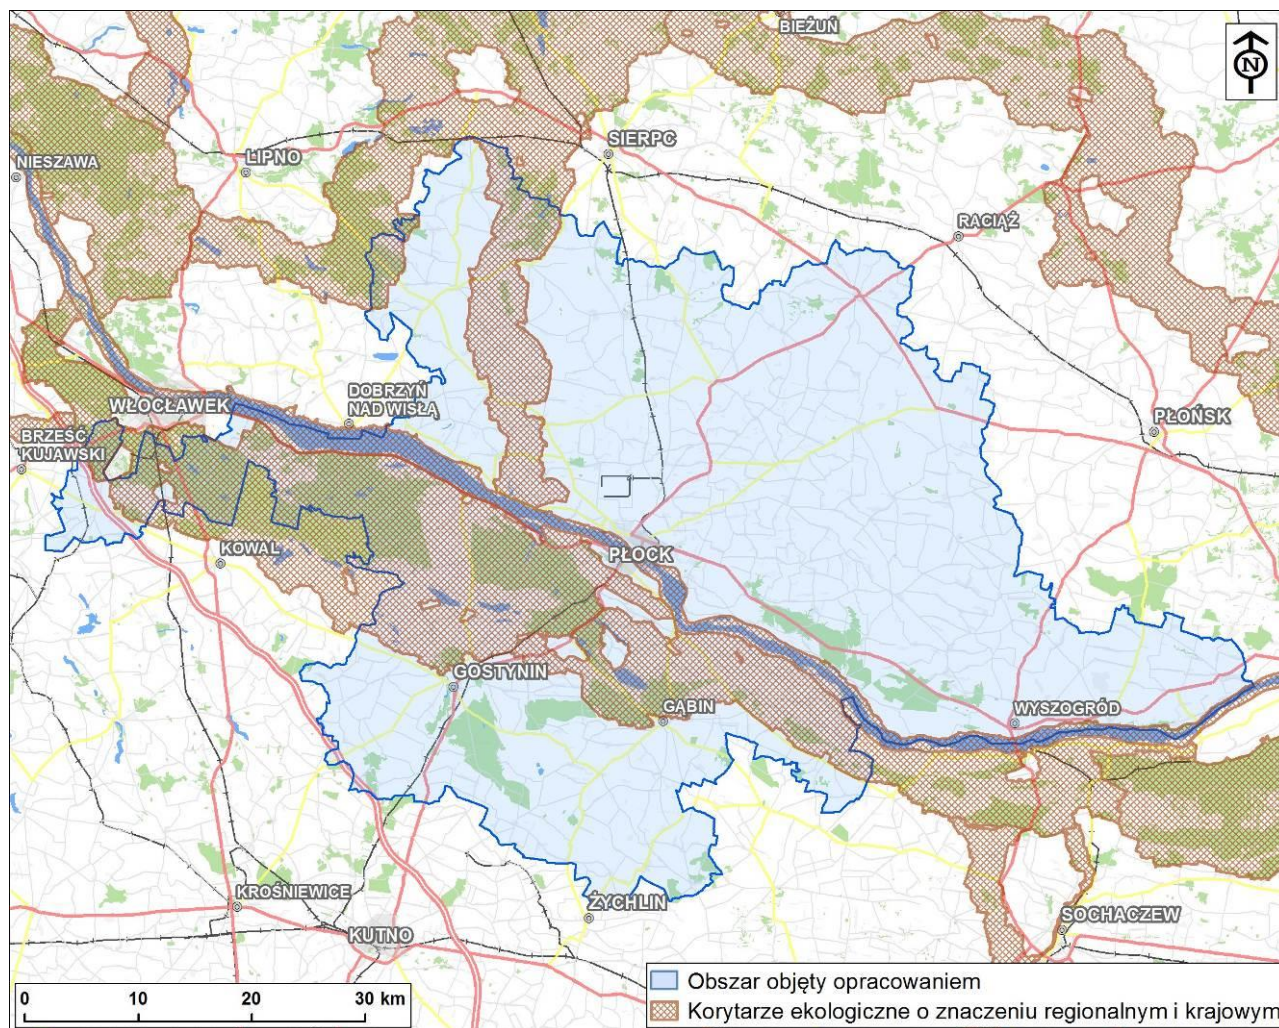 BIEŻUŃ
N
SIERPC
LIPNO
NIESZAWA
RACIĄŻ
DOBRZYŃ
NAD WISŁĄ
WŁOCŁAWEK
BRZEŚĆ
KUJAWSKI
PŁOŃSK
KOWAL
PŁOCK
GOSTYNIN
GĄBIN
WYSZOGRÓD
KROŚNIEWICE
ŻYCHLIN
SOCHACZEW
KUTNO
0 10 20 30 km
Obszar objęty opracowaniem
Korytarze ekologiczne o znaczeniu regionalnym i krajowym